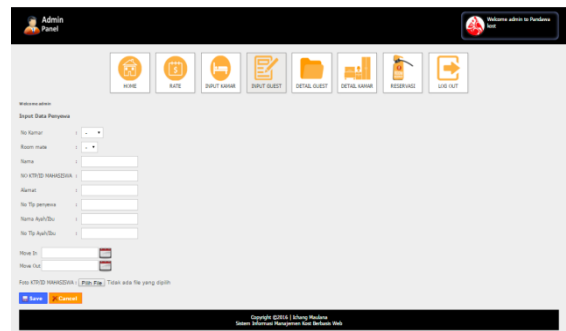 Admin
Panel
Welcome admin to Pandawa
kost
HOME
RATE
INPUT KAMAR
INPUT GUEST
DETAIL GUEST
DETAIL KAMAR
RESERVASI
LOG OUT
Welcome admin
Input Data Penyewa
No Kamar : -
Room mate : -
Nama :
NO KTP/ID MAHASISWA :
Alamat :
No Tlp penyewa :
Nama Ayah/Ibu :
No Tlp Ayah/Ibu :
Move In
Move Out
Foto KTP/ID MAHASISWA : Pilih File Tidak ada file yang dipilih
Save Cancel
Copyright ©2016 | Ichang Maulana
Sistem Informasi Manajemen Kost Berbasis Web